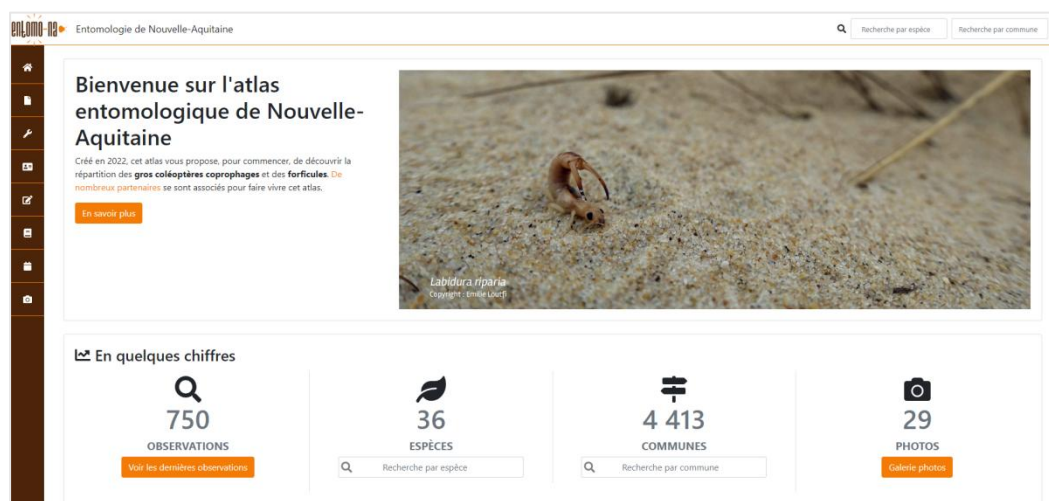 entomo-na
Entomologie de Nouvelle-Aquitaine
Recherche par espèce
Recherche par commune
Bienvenue sur l'atlas
entomologique de Nouvelle-
Aquitaine
Créé en 2022, cet atlas vous propose, pour commencer, de découvrir la
répartition des gros coléoptères coprophages et des forficules. De
nombreux partenaires se sont associés pour faire vivre cet atlas.
En savoir plus
Labidura riparia
Copyright : Emilie Loutfi
En quelques chiffres
750
OBSERVATIONS
Voir les dernières observations
36
ESPÈCES
Recherche par espèce
4 413
COMMUNES
Recherche par commune
29
PHOTOS
Galerie photos